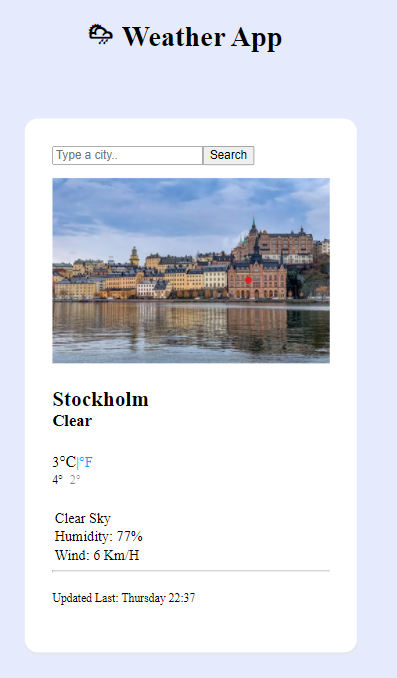 Weather App
Type a city.. Search
Stockholm
Clear
3°C|°F
4° 2°
Clear Sky
Humidity: 77%
Wind: 6 Km/H
Updated Last: Thursday 22:37